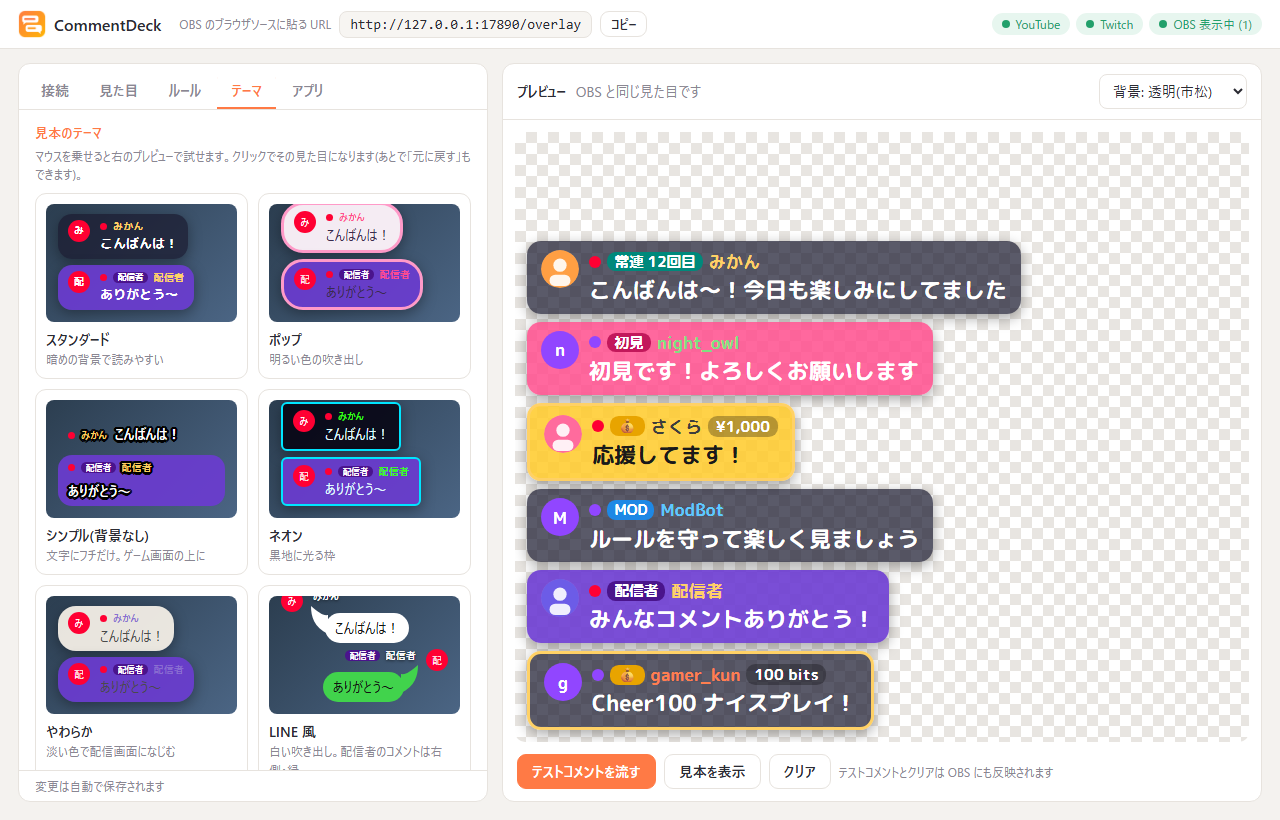 CommentDeck OBS のブラウザソースに貼る URL http://127.0.0.1:17890/overlay コピー YouTube Twitch OBS 表示中 (1)
接続 見た目 ルール テーマ アプリ
見本のテーマ
マウスを乗せると右のプレビューで試せます。クリックでその見た目になります(あとで「元に戻す」も
できます)。
み みかん
こんばんは！
配 配信者 配信者
ありがとう〜
スタンダード
暗めの背景で読みやすい
み みかん
こんばんは！
配 配信者 配信者
ありがとう〜
ポップ
明るい色の吹き出し
みかん こんばんは！
配信者 配信者
ありがとう〜
シンプル(背景なし)
文字にフチだけ。ゲーム画面の上に
み みかん
こんばんは！
配 配信者 配信者
ありがとう〜
ネオン
黒地に光る枠
み みかん
こんばんは！
配 配信者 配信者
ありがとう〜
やわらか
淡い色で配信画面になじむ
み みかん
こんばんは！
配信者 配信者 配
ありがとう〜
LINE 風
白い吹き出し。配信者のコメントは右
側・緑
変更は自動で保存されます
プレビュー OBS と同じ見た目です 背景: 透明(市松)
常連 12回目 みかん
こんばんは〜！今日も楽しみにしてました
n 初見 night_owl
初見です！よろしくお願いします
さくら ¥1,000
応援してます！
M MOD ModBot
ルールを守って楽しく見ましょう
配信者 配信者
みんなコメントありがとう！
g gamer_kun 100 bits
Cheer100 ナイスプレイ！
テストコメントを流す 見本を表示 クリア テストコメントとクリアは OBS にも反映されます